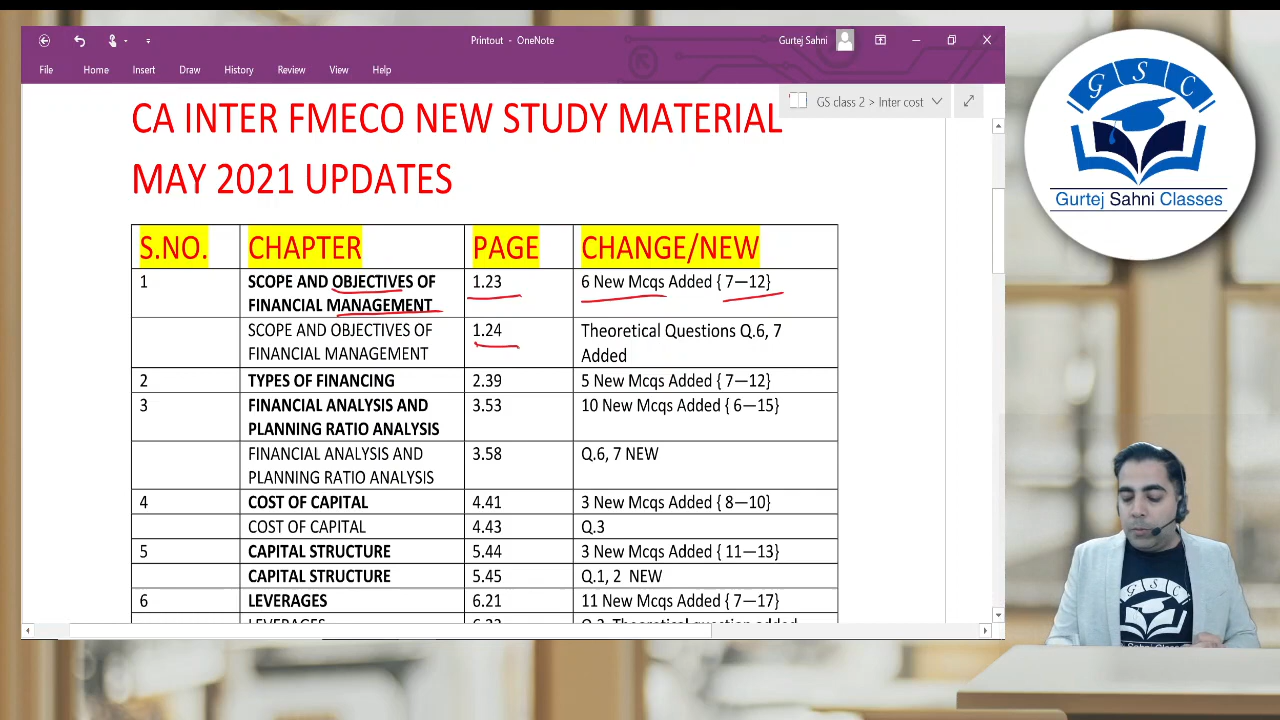 Printout - OneNote
Gurtej Sahni
File Home Insert Draw History Review View Help
GS class 2 > Inter cost
CA INTER FMECO NEW STUDY MATERIAL
MAY 2021 UPDATES
S.NO. CHAPTER PAGE CHANGE/NEW
1 SCOPE AND OBJECTIVES OF 1.23 6 New Mcqs Added { 7—12}
FINANCIAL MANAGEMENT
SCOPE AND OBJECTIVES OF 1.24 Theoretical Questions Q.6, 7
FINANCIAL MANAGEMENT Added
2 TYPES OF FINANCING 2.39 5 New Mcqs Added { 7—12}
3 FINANCIAL ANALYSIS AND 3.53 10 New Mcqs Added { 6—15}
PLANNING RATIO ANALYSIS
FINANCIAL ANALYSIS AND 3.58 Q.6, 7 NEW
PLANNING RATIO ANALYSIS
4 COST OF CAPITAL 4.41 3 New Mcqs Added { 8—10}
COST OF CAPITAL 4.43 Q.3
5 CAPITAL STRUCTURE 5.44 3 New Mcqs Added { 11—13}
CAPITAL STRUCTURE 5.45 Q.1, 2 NEW
6 LEVERAGES 6.21 11 New Mcqs Added { 7—17}
GSC
Gurtej Sahni Classes
GSC